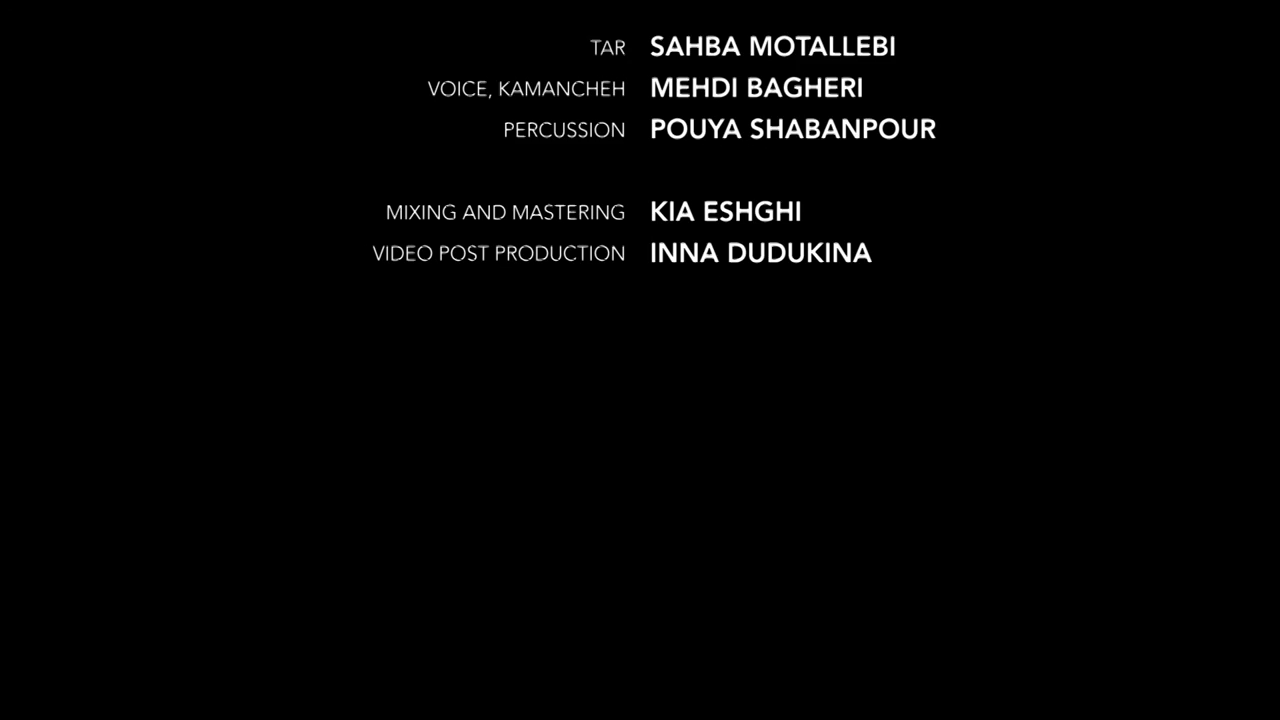 TAR SAHBA MOTALLEBI
VOICE, KAMANCHEH MEHDI BAGHERI
PERCUSSION POUYA SHABANPOUR
MIXING AND MASTERING KIA ESHGHI
VIDEO POST PRODUCTION INNA DUDUKINA